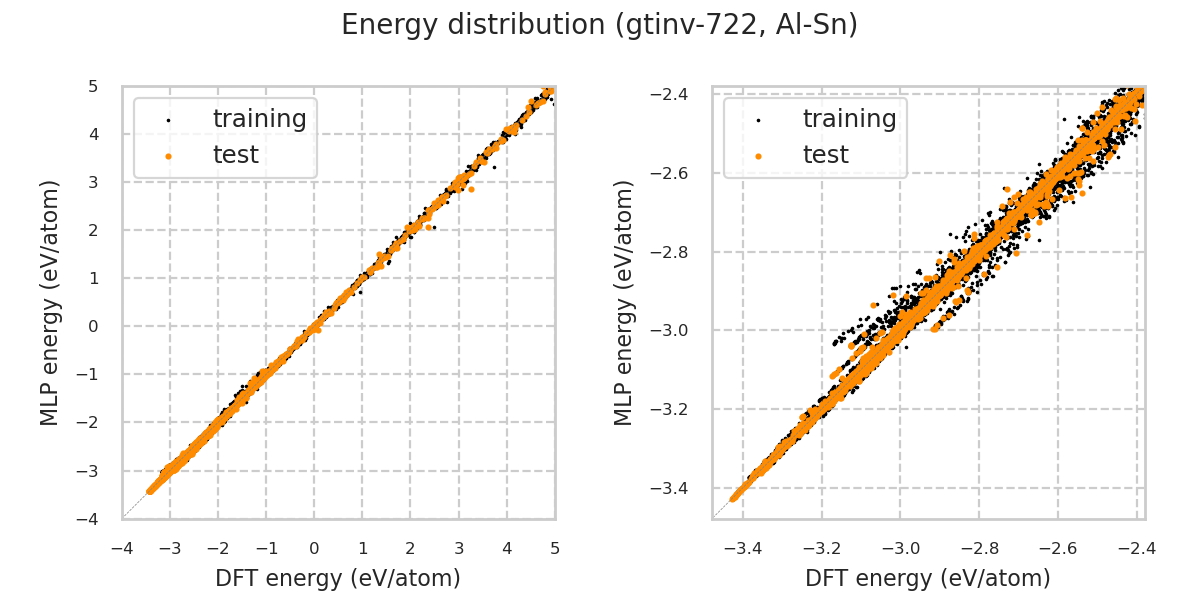 Energy distribution (gtinv-722, Al-Sn)
training
test
5
4
3
2
1
0
−1
−2
−3
−4
MLP energy (eV/atom)
−4 −3 −2 −1 0 1 2 3 4 5
DFT energy (eV/atom)
training
test
−2.4
−2.6
−2.8
−3.0
−3.2
−3.4
MLP energy (eV/atom)
−3.4 −3.2 −3.0 −2.8 −2.6 −2.4
DFT energy (eV/atom)